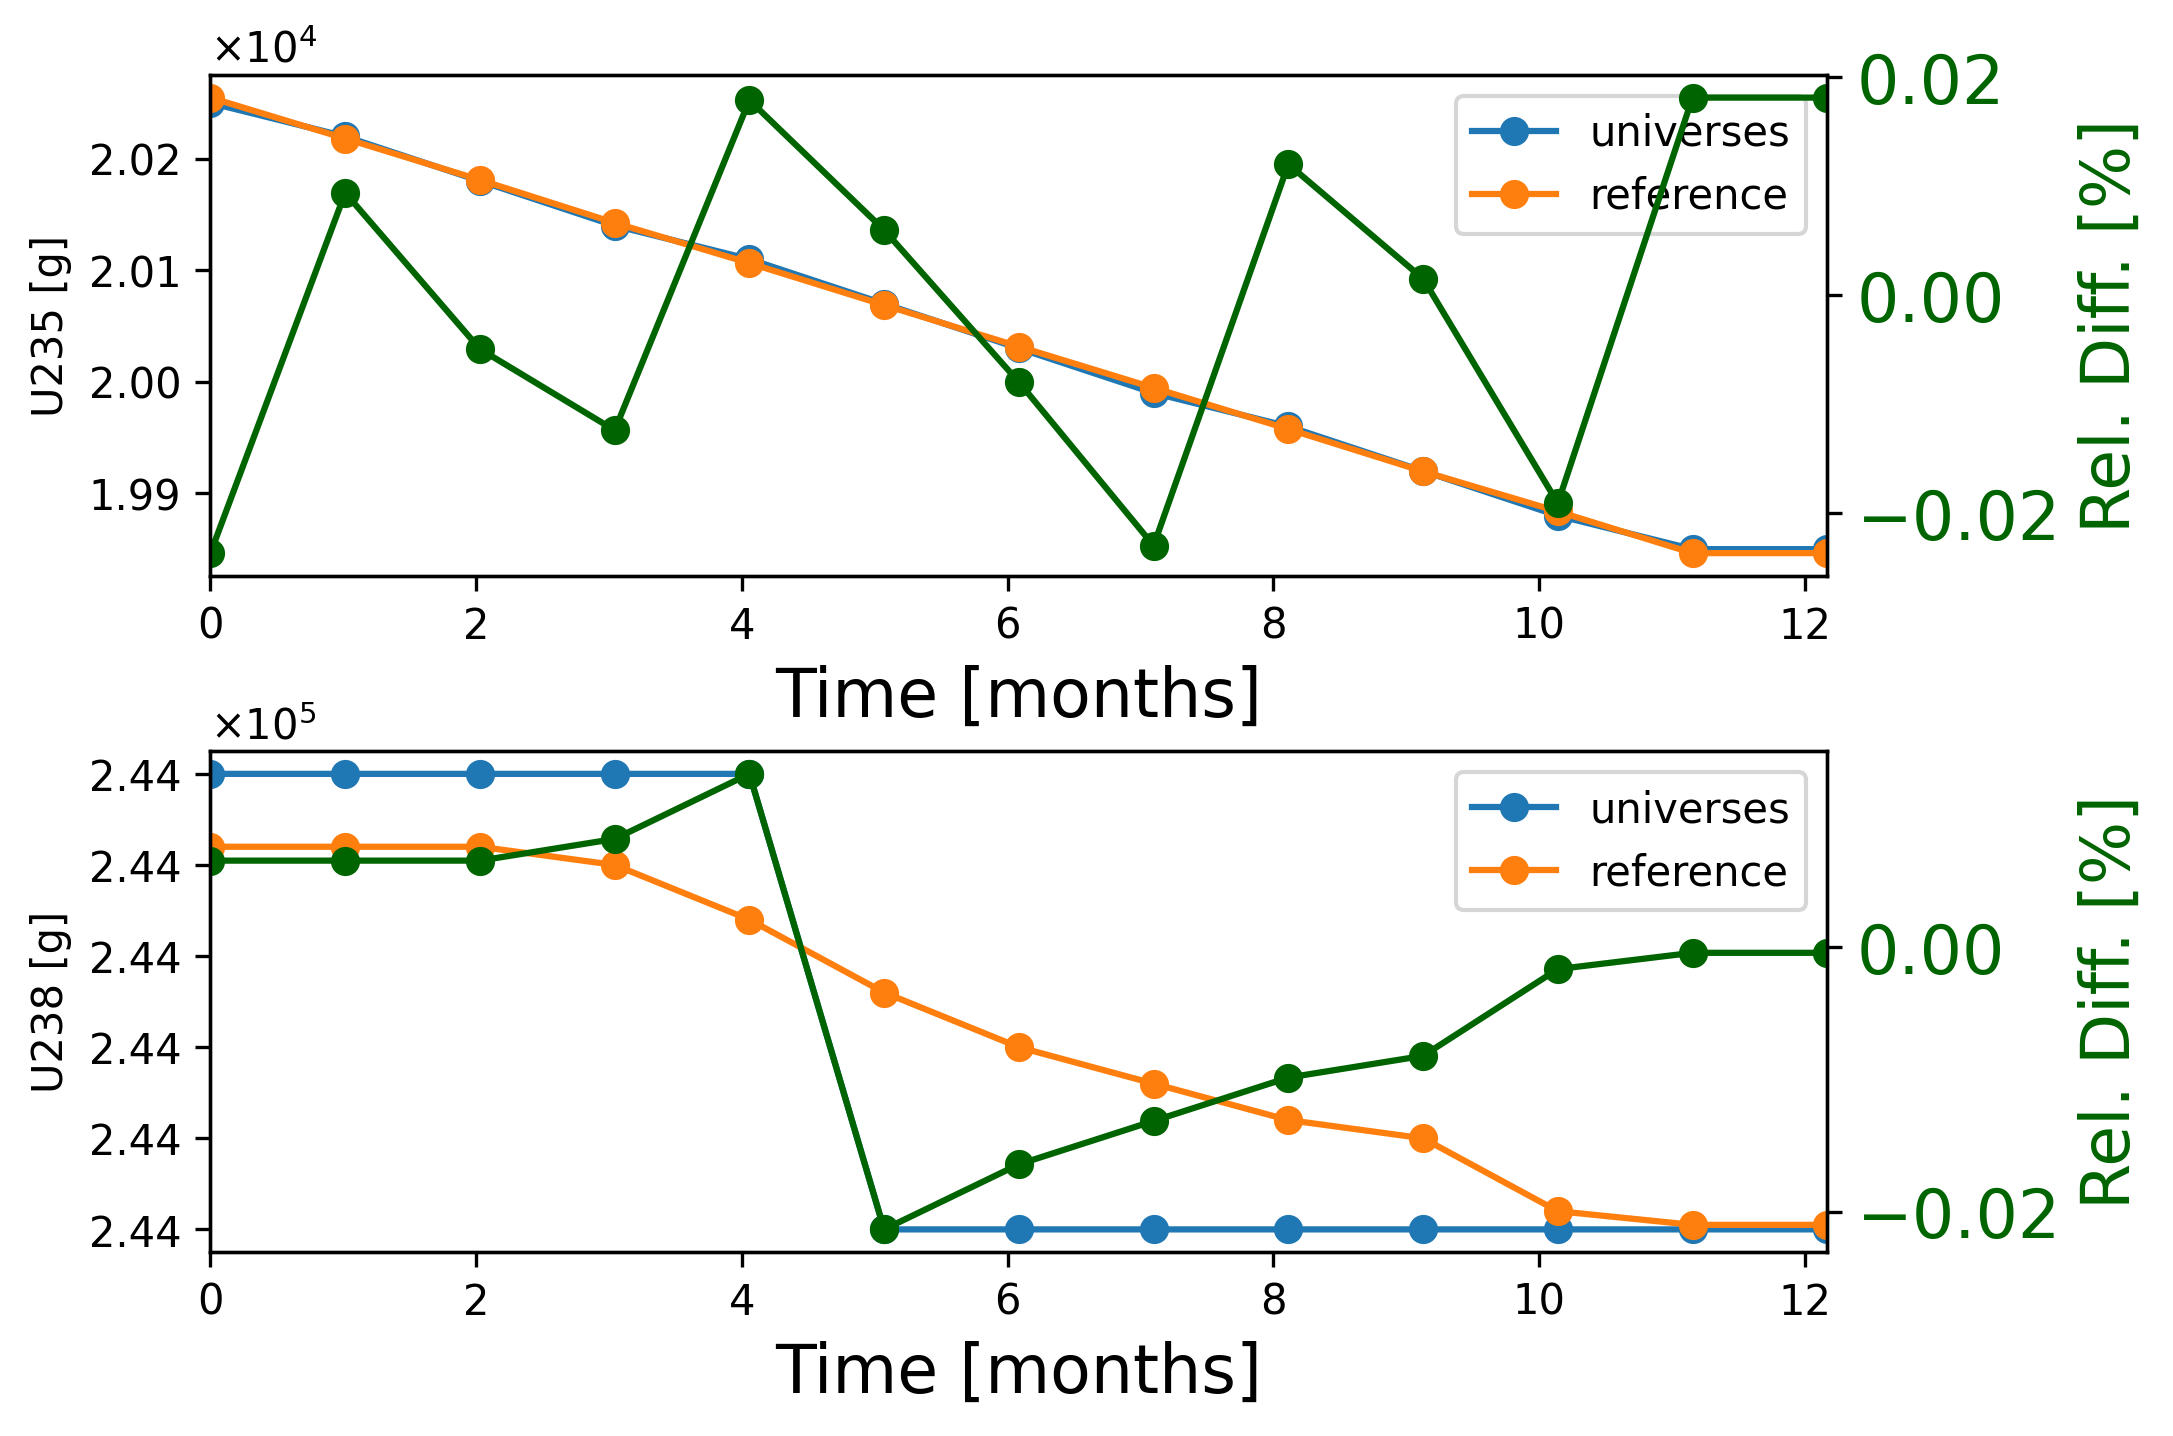 ×10⁴
2.02
2.01
2.00
1.99
U235 [g]
universes
reference
0.02
0.00
−0.02
Rel. Diff. [%]
0 2 4 6 8 10 12
Time [months]
×10⁵
2.44
2.44
2.44
2.44
2.44
2.44
U238 [g]
universes
reference
0.00
−0.02
Rel. Diff. [%]
0 2 4 6 8 10 12
Time [months]